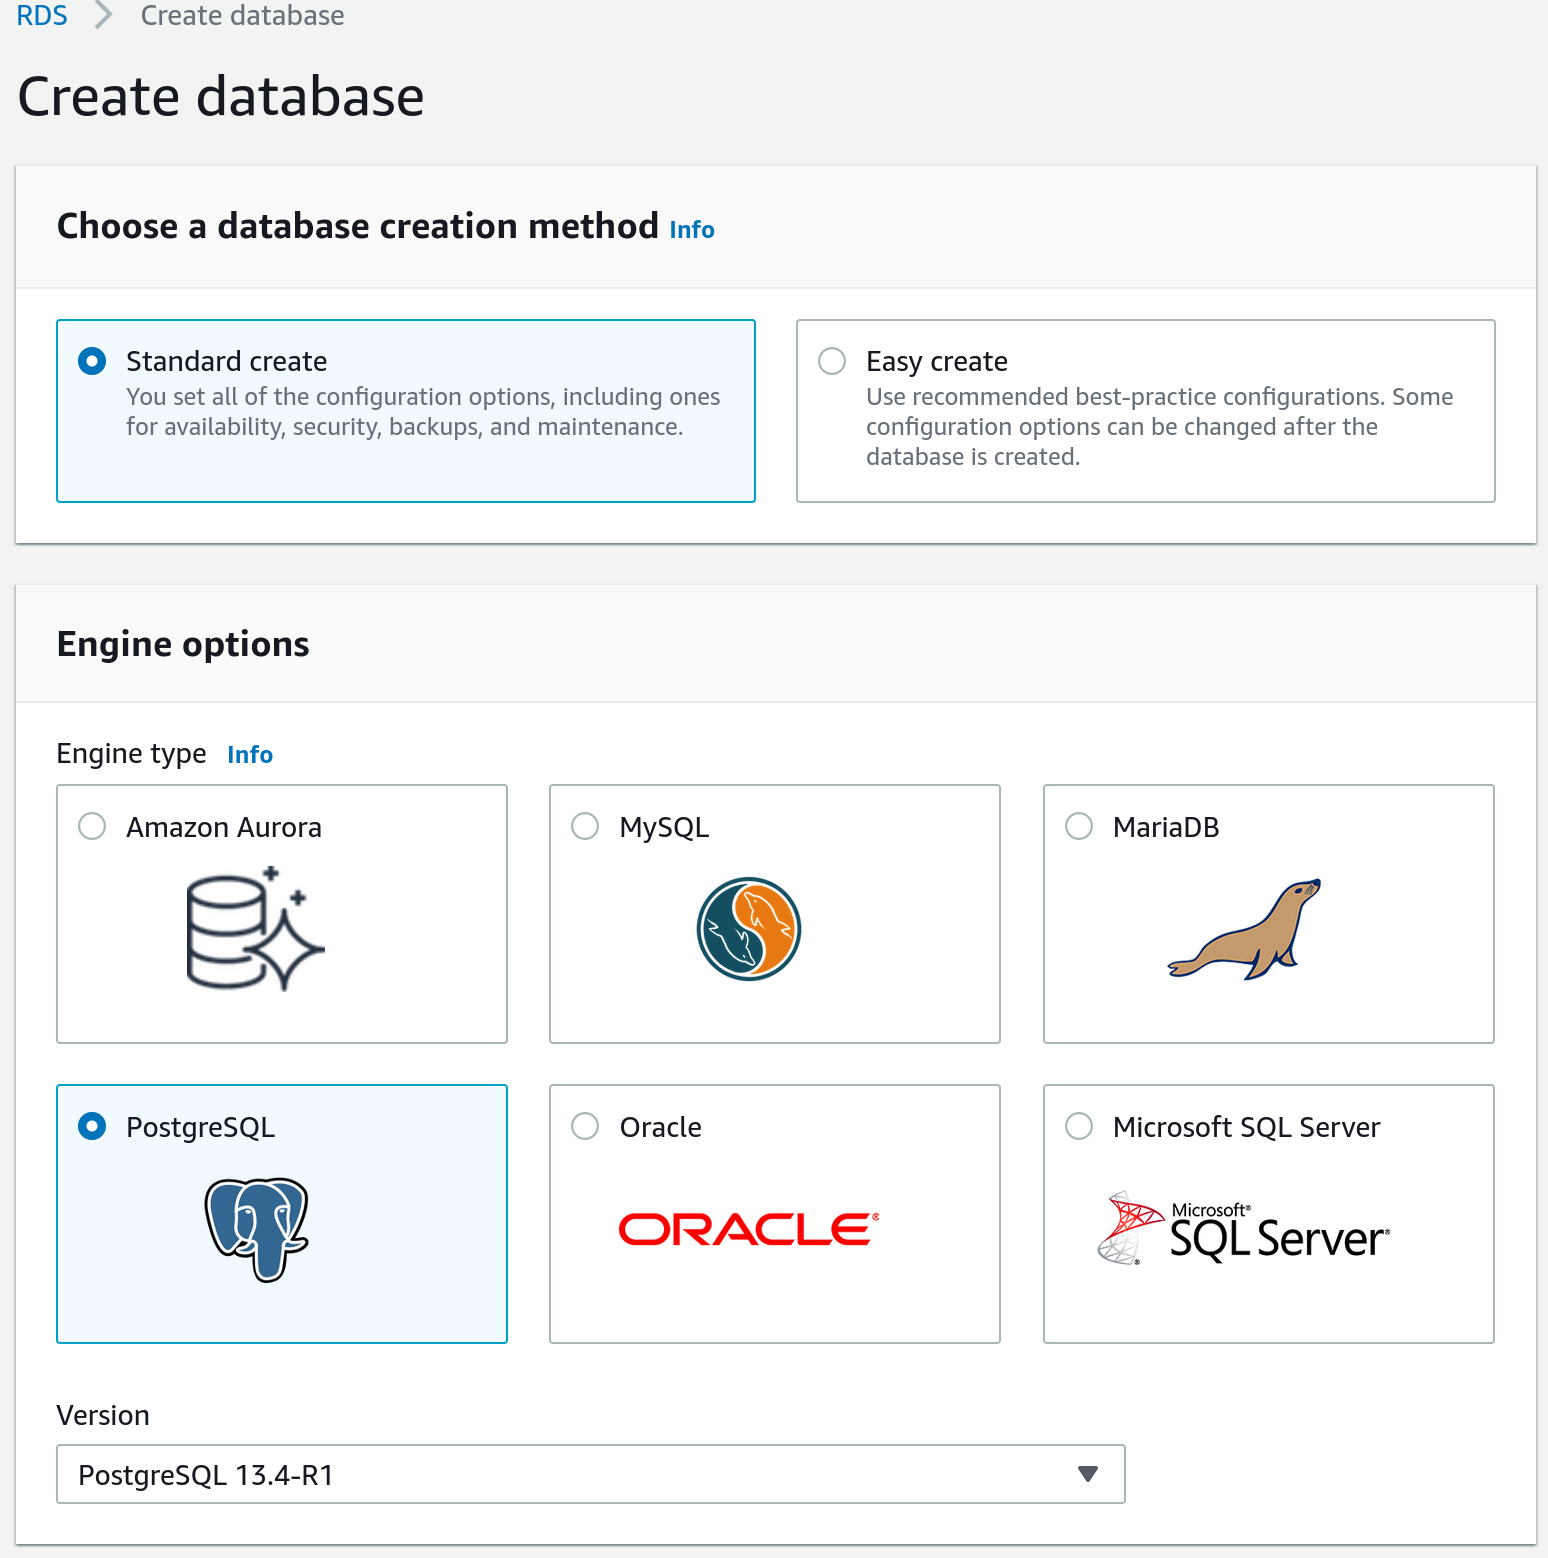 RDS > Create database
Create database
Choose a database creation method Info
Standard create
You set all of the configuration options, including ones
for availability, security, backups, and maintenance.
Easy create
Use recommended best-practice configurations. Some
configuration options can be changed after the
database is created.
Engine options
Engine type Info
Amazon Aurora
MySQL
MariaDB
PostgreSQL
Oracle
ORACLE
Microsoft SQL Server
Microsoft®
SQL Server®
Version
PostgreSQL 13.4-R1